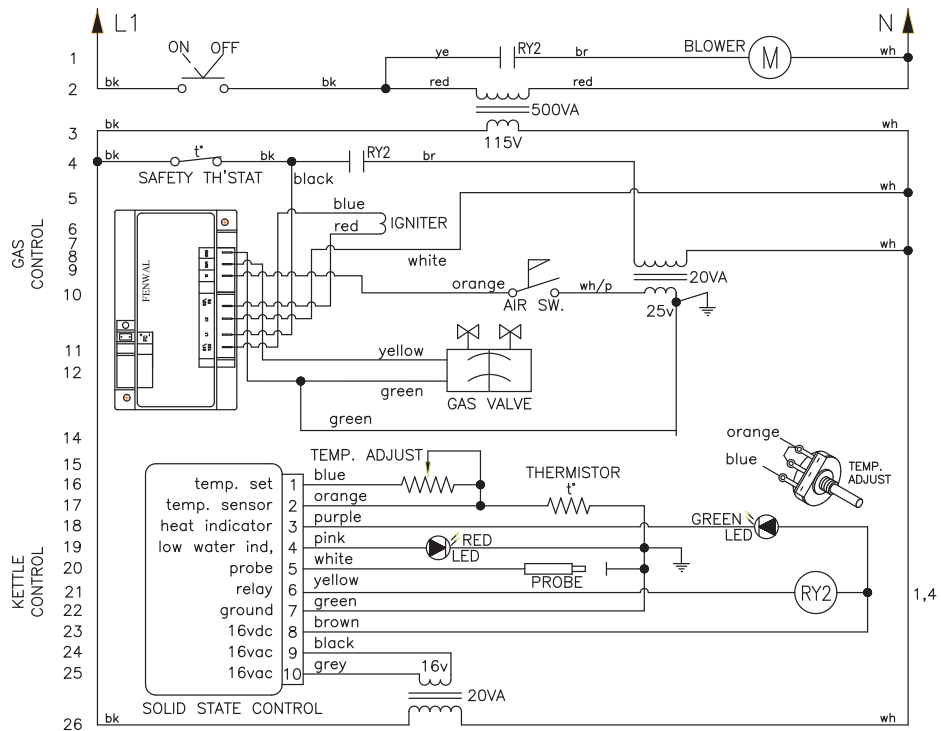 L1
N
ON OFF
1
ye
RY2
br
BLOWER
M
wh
2
bk
bk
red
red
500VA
3
bk
115V
wh
4
bk
t°
bk
RY2
br
SAFETY TH'STAT
black
5
wh
blue
6
red
IGNITER
7
white
wh
8
9
20VA
GAS CONTROL
FENWAL
orange
AIR SW.
wh/p
10
25v
11
yellow
12
green
GAS VALVE
green
14
orange
blue
TEMP. ADJUST
15
TEMP. ADJUST
16
temp. set
1
blue
THERMISTOR
t°
17
temp. sensor
2
orange
18
heat indicator
3
purple
GREEN LED
19
low water ind,
4
pink
RED LED
20
probe
5
white
PROBE
KETTLE CONTROL
21
relay
6
yellow
RY2
1,4
22
ground
7
green
23
16vdc
8
brown
24
16vac
9
black
25
16vac
10
grey
16v
20VA
SOLID STATE CONTROL
26
bk
wh